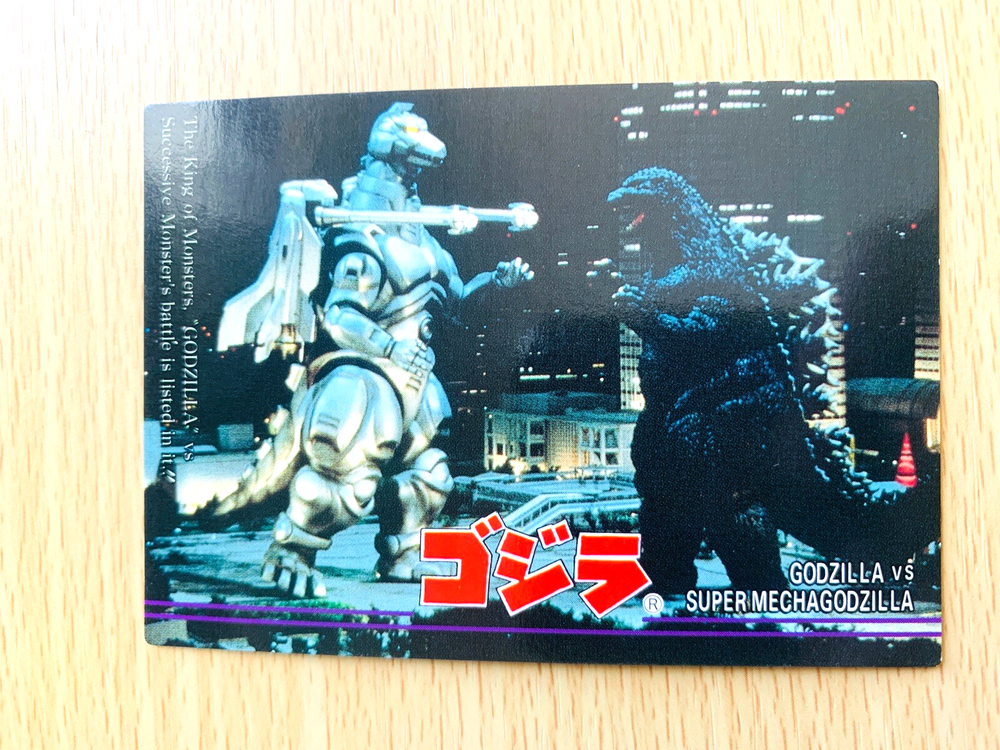 The King of Monsters, "GODZILLA" vs
Successive Monster's battle is listed in it."
ゴジラ
®
GODZILLA vs
SUPER MECHAGODZILLA